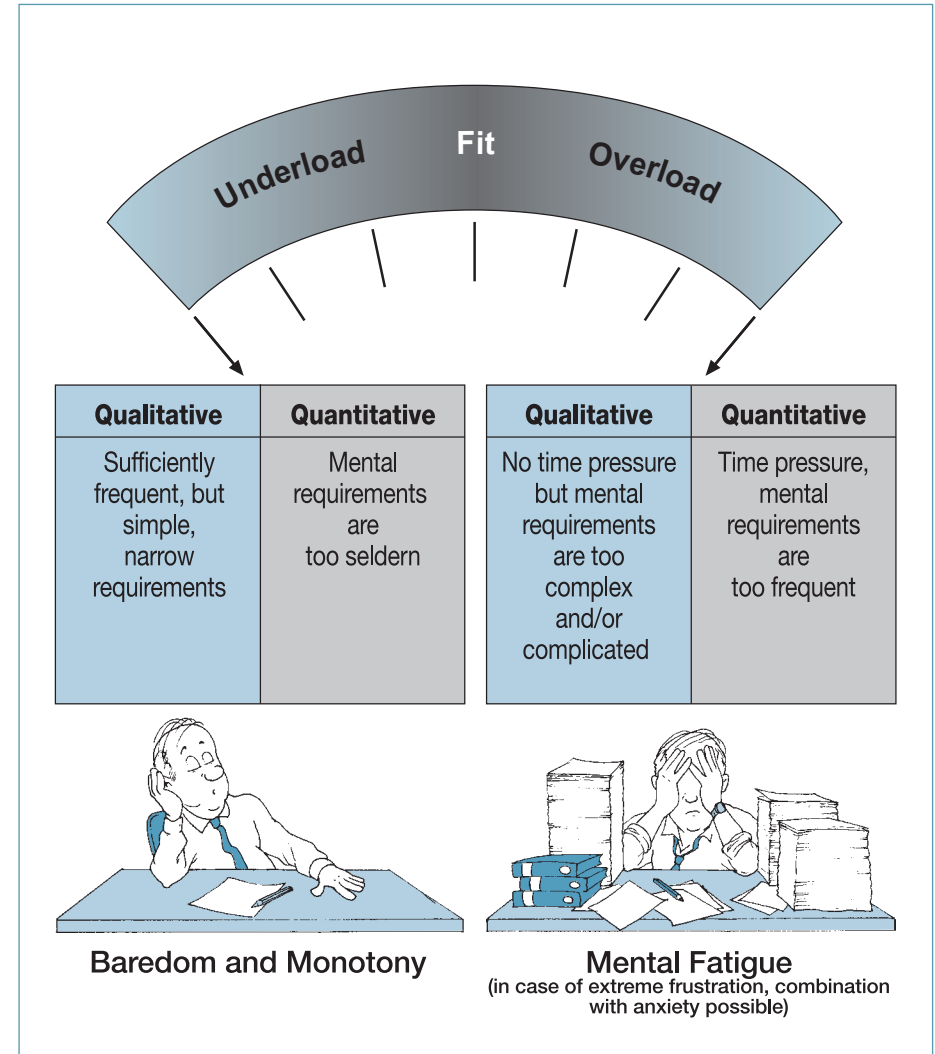 Underload
Fit
Overload
Qualitative
Sufficiently
frequent, but
simple,
narrow
requirements
Quantitative
Mental
requirements
are
too seldern
Qualitative
No time pressure
but mental
requirements
are too
complex
and/or
complicated
Quantitative
Time pressure,
mental
requirements
are
too frequent
Baredom and Monotony
Mental Fatigue
(in case of extreme frustration, combination
with anxiety possible)